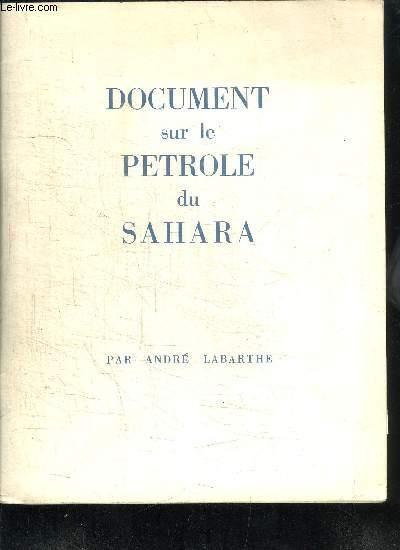 Le-livre.com
DOCUMENT
sur le
PETROLE
du
SAHARA
PAR ANDRÉ LABARTHE